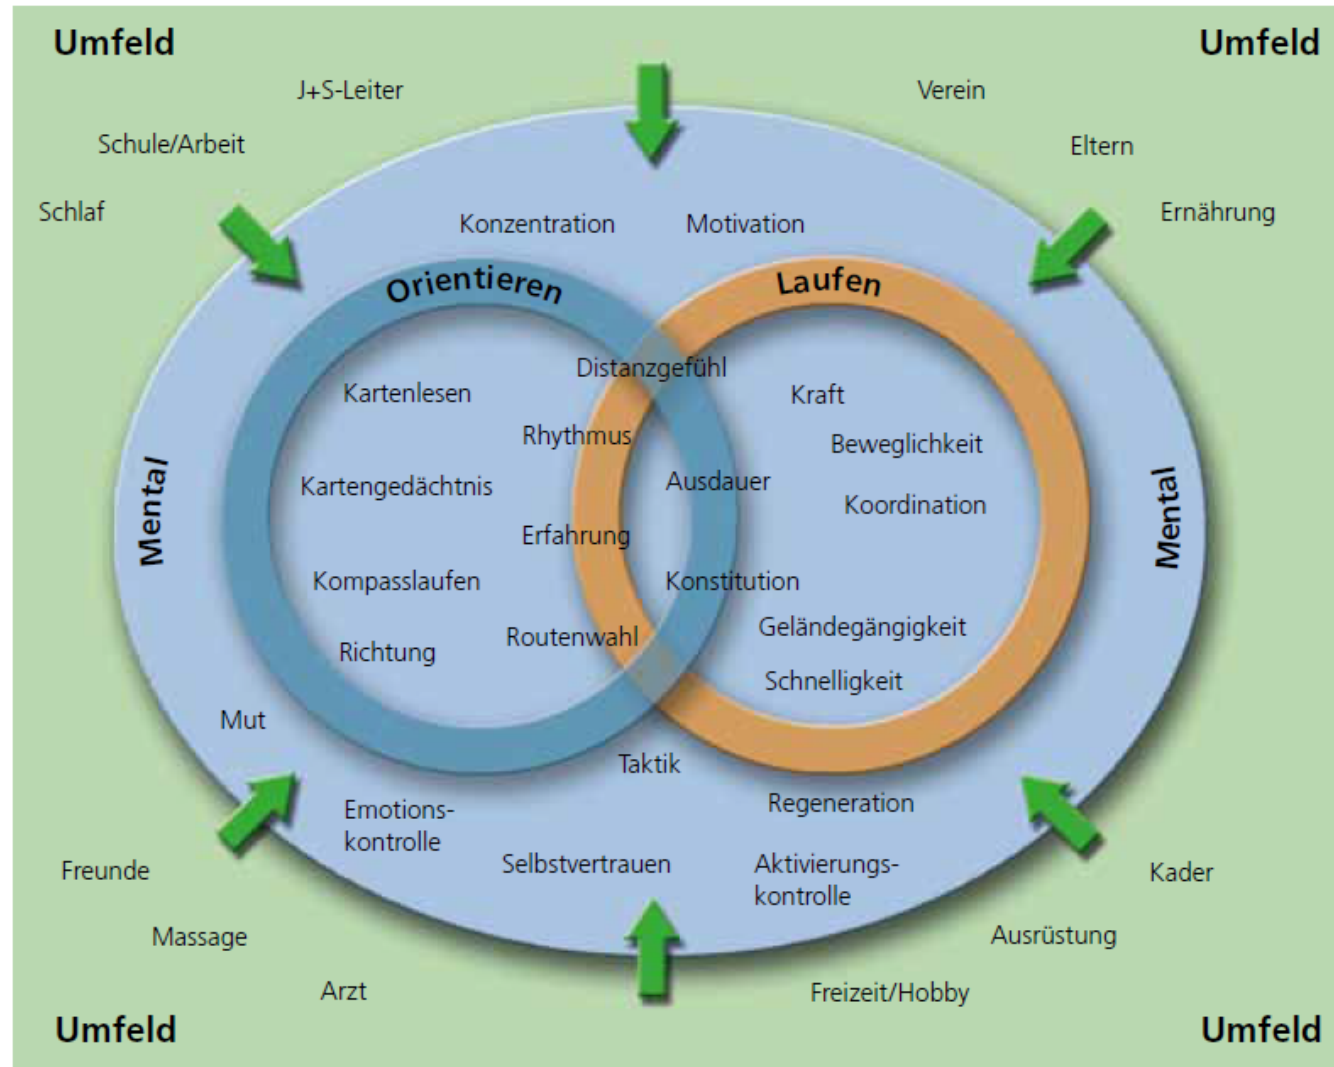 Umfeld
Umfeld
J+S-Leiter
Verein
Schule/Arbeit
Eltern
Schlaf
Ernährung
Konzentration
Motivation
Orientieren
Laufen
Distanzgefühl
Kartenlesen
Kraft
Rhythmus
Beweglichkeit
Ausdauer
Kartengedächtnis
Koordination
Mental
Mental
Erfahrung
Kompasslaufen
Konstitution
Geländegängigkeit
Routenwahl
Richtung
Schnelligkeit
Mut
Taktik
Regeneration
Emotions-
kontrolle
Selbstvertrauen
Aktivierungs-
kontrolle
Freunde
Kader
Massage
Ausrüstung
Arzt
Freizeit/Hobby
Umfeld
Umfeld